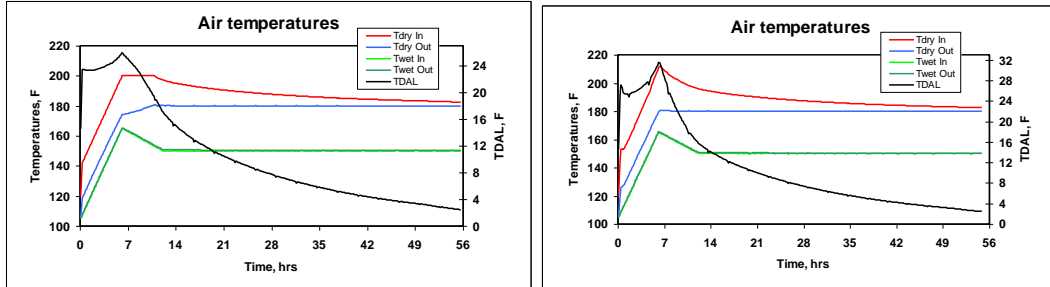 Air temperatures
Tdry In
Tdry Out
Twet In
Twet Out
TDAL
220
200
180
160
140
120
100
Temperatures, F
24
20
16
12
8
4
0
TDAL, F
0 7 14 21 28 35 42 49 56
Time, hrs
Air temperatures
Tdry In
Tdry Out
Twet In
Twet Out
TDAL
220
200
180
160
140
120
100
Temperatures, F
32
28
24
20
16
12
8
4
0
TDAL, F
0 7 14 21 28 35 42 49 56
Time, hrs